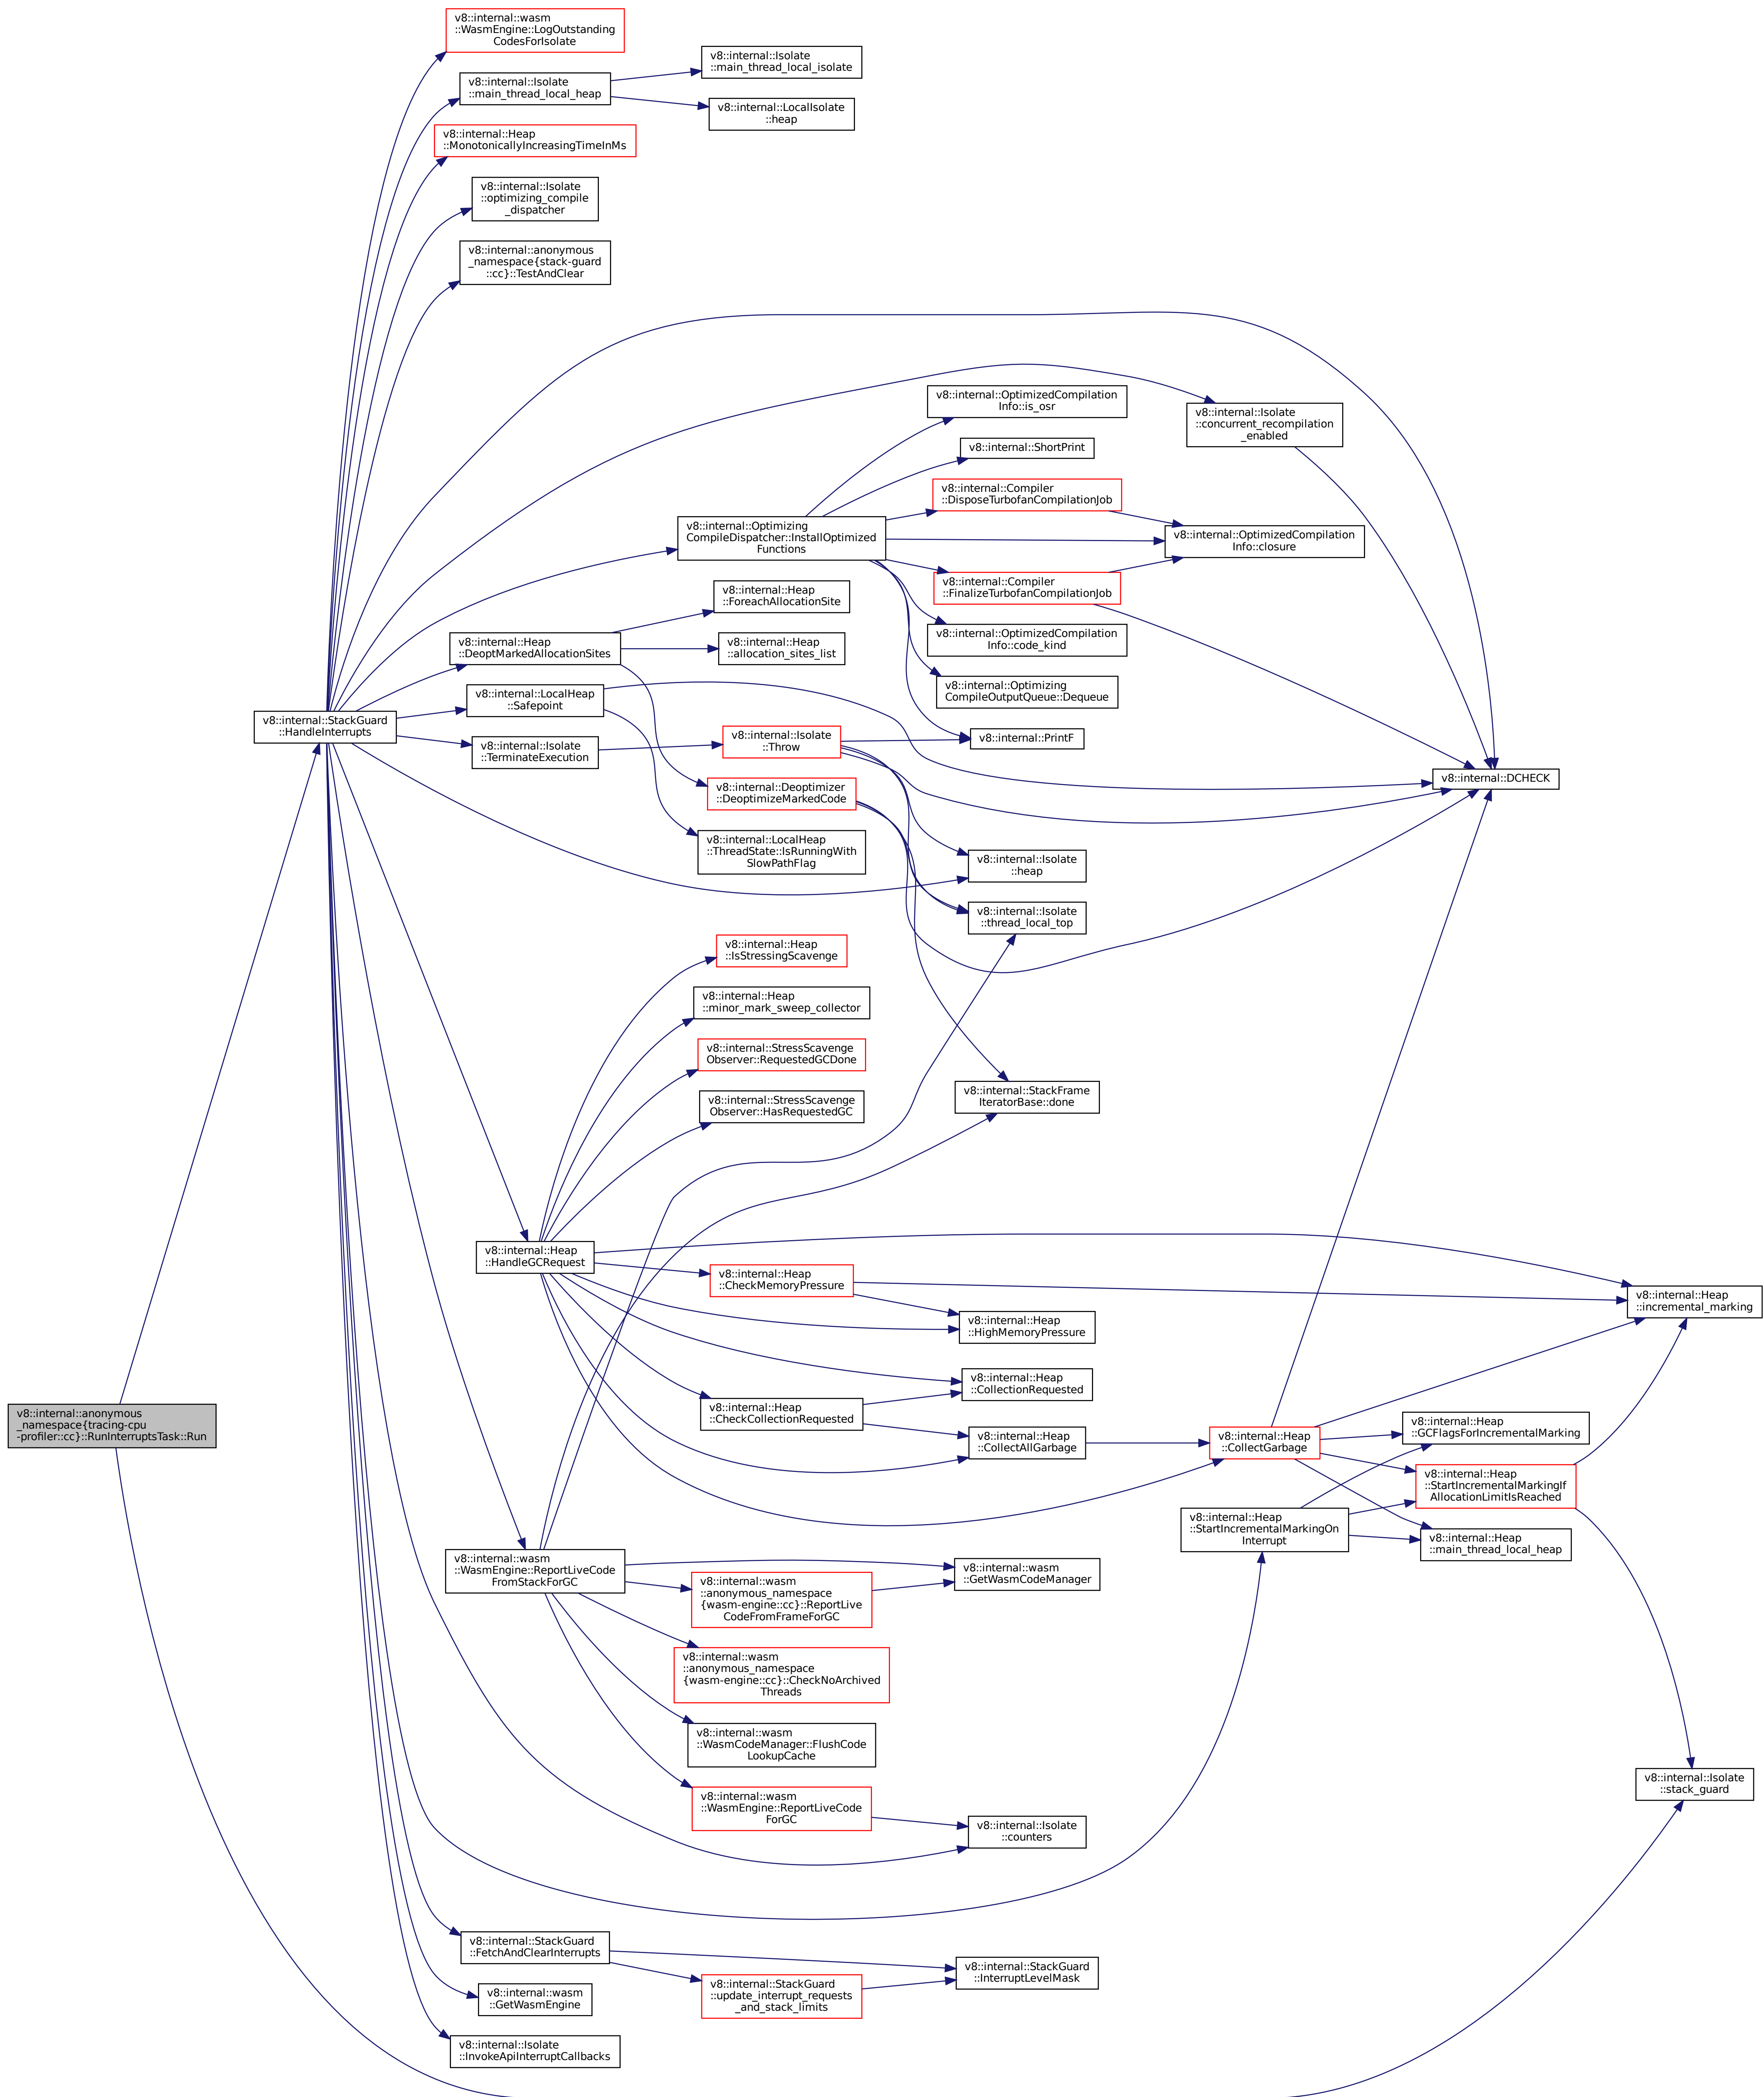 v8::internal::wasm
::WasmEngine::LogOutstanding
CodesForIsolate
v8::internal::Isolate
::main_thread_local_isolate
v8::internal::Isolate
::main_thread_local_heap
v8::internal::LocalIsolate
::heap
v8::internal::Heap
::MonotonicallyIncreasingTimeInMs
v8::internal::Isolate
::optimizing_compile
_dispatcher
v8::internal::anonymous
_namespace{stack-guard
::cc}::TestAndClear
v8::internal::OptimizedCompilation
Info::is_osr
v8::internal::Isolate
::concurrent_recompilation
_enabled
v8::internal::ShortPrint
v8::internal::Compiler
::DisposeTurbofanCompilationJob
v8::internal::Optimizing
CompileDispatcher::InstallOptimized
Functions
v8::internal::OptimizedCompilation
Info::closure
v8::internal::Compiler
::FinalizeTurbofanCompilationJob
v8::internal::Heap
::ForeachAllocationSite
v8::internal::OptimizedCompilation
Info::code_kind
v8::internal::Heap
::DeoptMarkedAllocationSites
v8::internal::Heap
::allocation_sites_list
v8::internal::Optimizing
CompileOutputQueue::Dequeue
v8::internal::LocalHeap
::Safepoint
v8::internal::StackGuard
::HandleInterrupts
v8::internal::Isolate
::TerminateExecution
v8::internal::Isolate
::Throw
v8::internal::PrintF
v8::internal::DCHECK
v8::internal::Deoptimizer
::DeoptimizeMarkedCode
v8::internal::LocalHeap
::ThreadState::IsRunningWith
SlowPathFlag
v8::internal::Isolate
::heap
v8::internal::Isolate
::thread_local_top
v8::internal::Heap
::IsStressingScavenge
v8::internal::Heap
::minor_mark_sweep_collector
v8::internal::StressScavenge
Observer::RequestedGCDone
v8::internal::StackFrame
IteratorBase::done
v8::internal::StressScavenge
Observer::HasRequestedGC
v8::internal::Heap
::HandleGCRequest
v8::internal::Heap
::CheckMemoryPressure
v8::internal::Heap
::incremental_marking
v8::internal::Heap
::HighMemoryPressure
v8::internal::Heap
::CollectionRequested
v8::internal::Heap
::CheckCollectionRequested
v8::internal::anonymous
_namespace{tracing-cpu
-profiler::cc}::RunInterruptsTask::Run
v8::internal::Heap
::CollectAllGarbage
v8::internal::Heap
::CollectGarbage
v8::internal::Heap
::GCFlagsForIncrementalMarking
v8::internal::Heap
::StartIncrementalMarkingIf
AllocationLimitIsReached
v8::internal::Heap
::StartIncrementalMarkingOn
Interrupt
v8::internal::Heap
::main_thread_local_heap
v8::internal::wasm
::WasmEngine::ReportLiveCode
FromStackForGC
v8::internal::wasm
::GetWasmCodeManager
v8::internal::wasm
::anonymous_namespace
{wasm-engine::cc}::ReportLive
CodeFromFrameForGC
v8::internal::wasm
::anonymous_namespace
{wasm-engine::cc}::CheckNoArchived
Threads
v8::internal::wasm
::WasmCodeManager::FlushCode
LookupCache
v8::internal::Isolate
::stack_guard
v8::internal::wasm
::WasmEngine::ReportLiveCode
ForGC
v8::internal::Isolate
::counters
v8::internal::StackGuard
::FetchAndClearInterrupts
v8::internal::StackGuard
::InterruptLevelMask
v8::internal::StackGuard
::update_interrupt_requests
_and_stack_limits
v8::internal::wasm
::GetWasmEngine
v8::internal::Isolate
::InvokeApiInterruptCallbacks